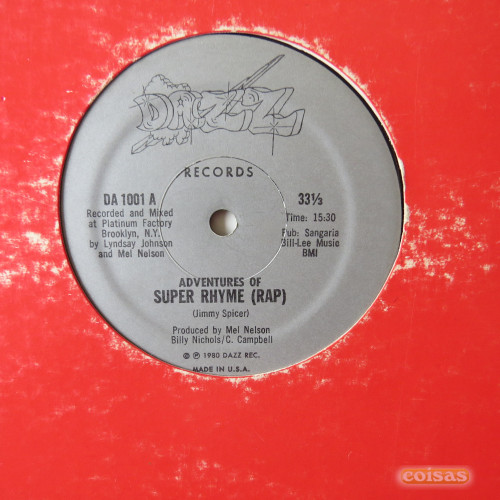 DAZZ
RECORDS
DA 1001 A
Recorded and Mixed
at Platinum Factory
Brooklyn, N.Y.
by Lyndsay Johnson
and Mel Nelson
33⅓
Time: 15:30
Pub: Sangaria
Bill-Lee Music
BMI
ADVENTURES OF
SUPER RHYME (RAP)
(Jimmy Spicer)
Produced by Mel Nelson
Billy Nichols/C. Campbell
© ℗ 1980 DAZZ REC.
MADE IN U.S.A.
coisas